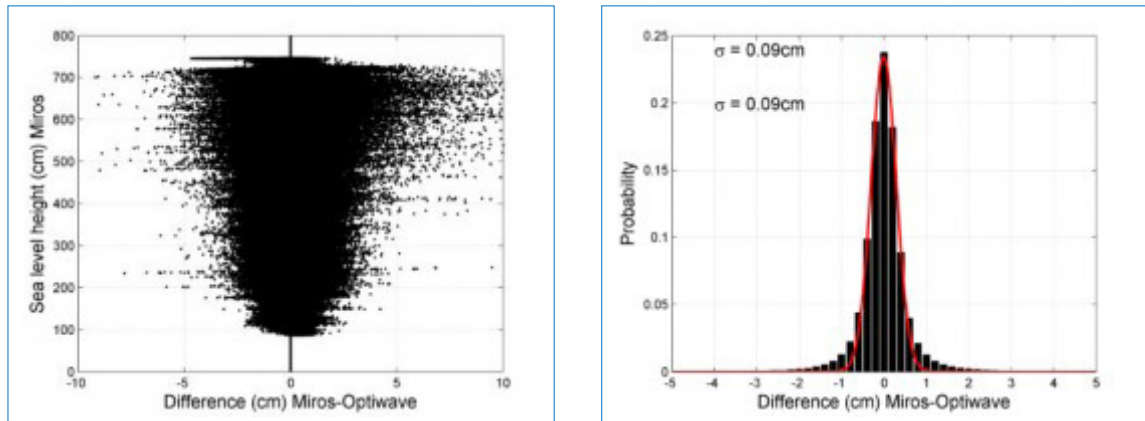 800
700
600
500
400
300
200
100
0
Sea level height (cm) Miros
-10 -5 0 5 10
Difference (cm) Miros-Optiwave
0.25
0.2
0.15
0.1
0.05
0
Probability
σ = 0.09cm
σ = 0.09cm
-5 -4 -3 -2 -1 0 1 2 3 4 5
Difference (cm) Miros-Optiwave